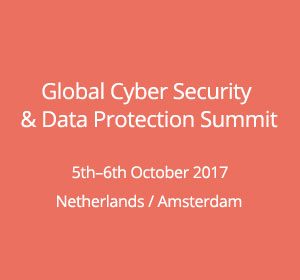 Global Cyber Security
& Data Protection Summit
5th–6th October 2017
Netherlands / Amsterdam